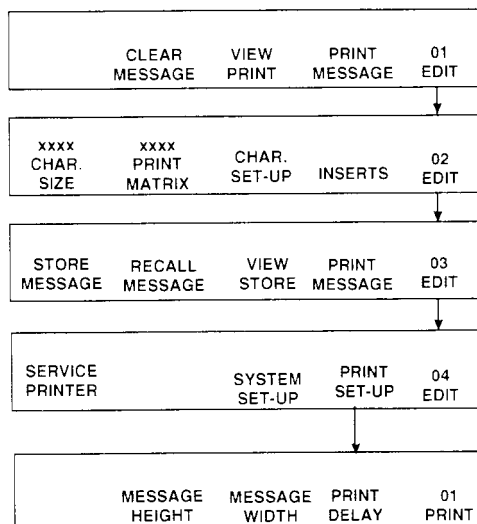 CLEAR VIEW PRINT 01
MESSAGE PRINT MESSAGE EDIT
xxxx xxxx CHAR. 02
CHAR. PRINT SET-UP INSERTS EDIT
SIZE MATRIX
STORE RECALL VIEW PRINT 03
MESSAGE MESSAGE STORE MESSAGE EDIT
SERVICE PRINT 04
PRINTER SYSTEM SET-UP EDIT
SET-UP
MESSAGE MESSAGE PRINT 01
HEIGHT WIDTH DELAY PRINT